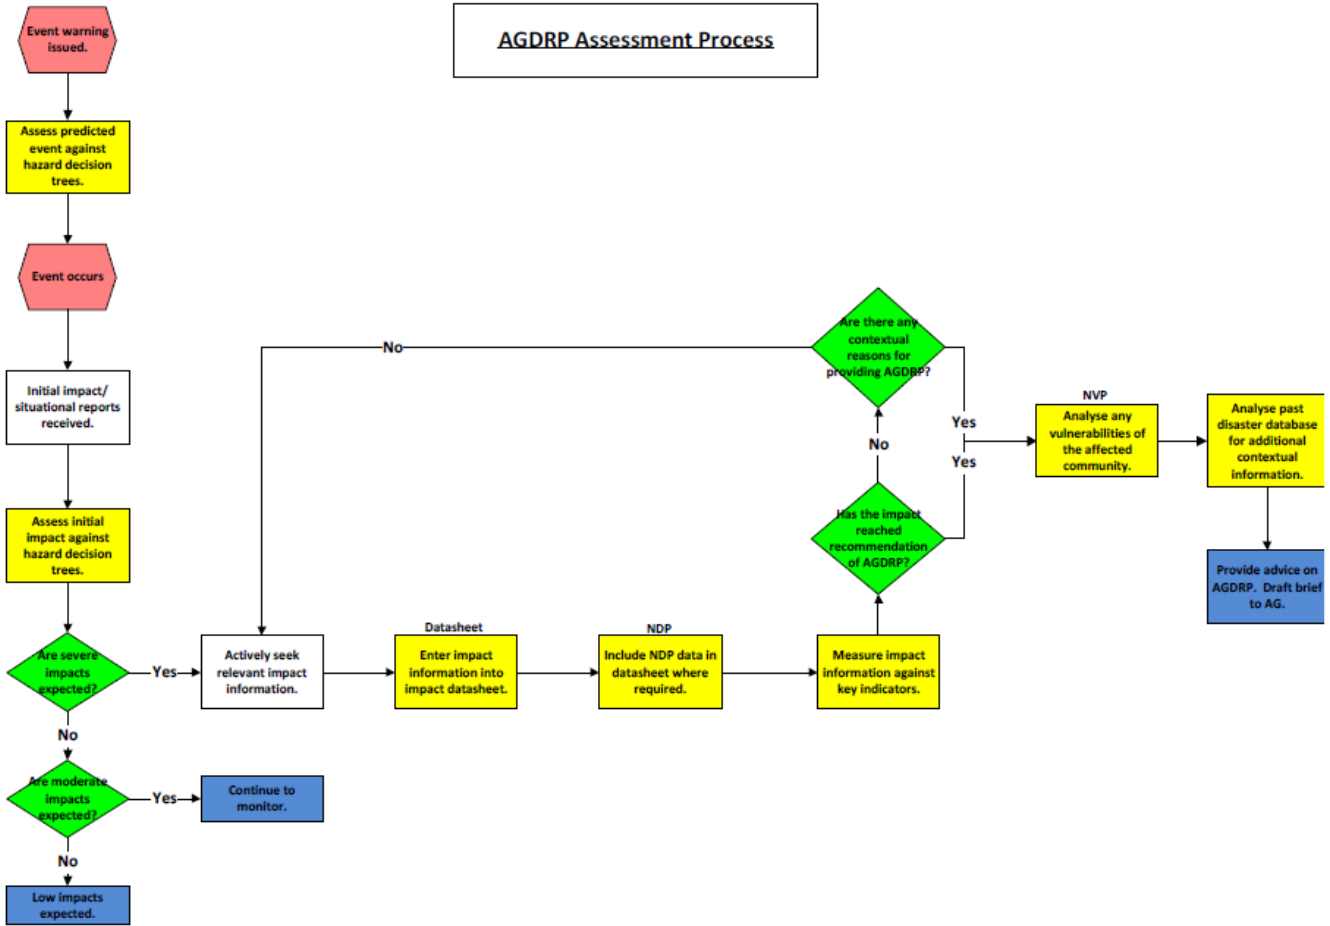 AGDRP Assessment Process
Event warning
issued.
Assess predicted
event against
hazard decision
trees.
Event occurs
Initial impact/
situational reports
received.
Assess initial
impact against
hazard decision
trees.
Are severe
impacts
expected?
Yes
No
Are moderate
impacts
expected?
Yes
No
Low impacts
expected.
Continue to
monitor.
Actively seek
relevant impact
information.
Datasheet
Enter impact
information into
impact datasheet.
NDP
Include NDP data in
datasheet where
required.
Measure impact
information against
key indicators.
Has the impact
reached
recommendation
of AGDRP?
No
Yes
Are there any
contextual
reasons for
providing AGDRP?
No
Yes
NVP
Analyse any
vulnerabilities of
the affected
community.
Analyse past
disaster database
for additional
contextual
information.
Provide advice on
AGDRP. Draft brief
to AG.